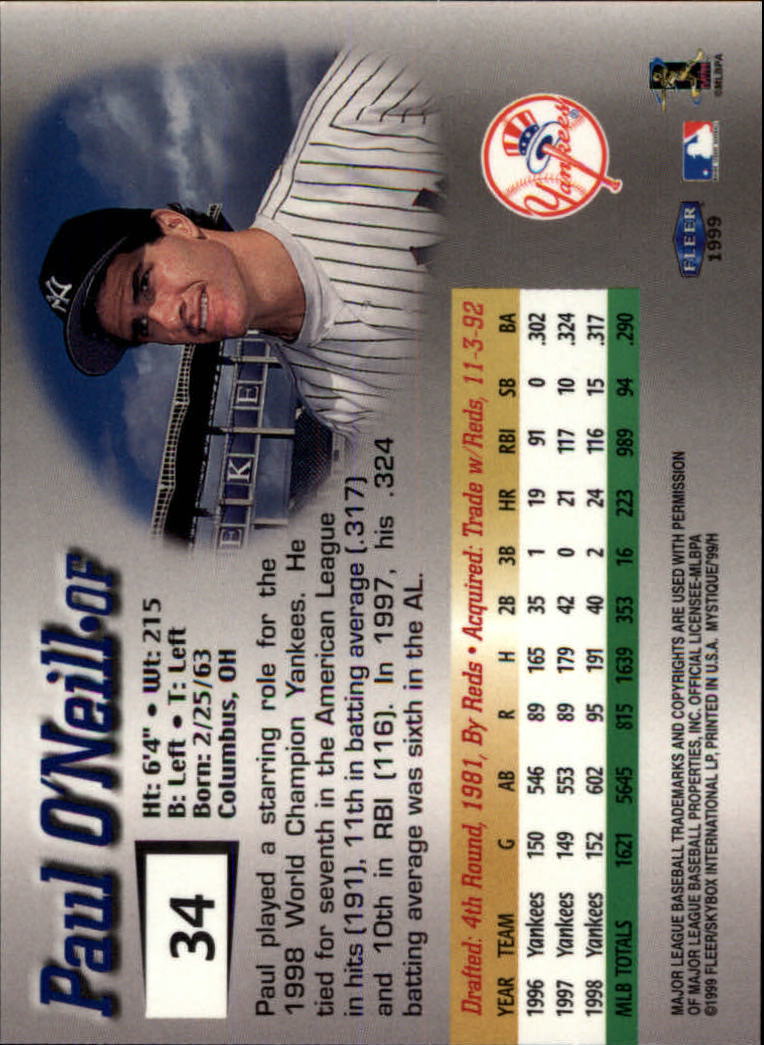 Paul O'Neill•OF
34
Ht: 6'4" • Wt: 215
B: Left • T: Left
Born: 2/25/63
Columbus, OH
Paul played a starring role for the
1998 World Champion Yankees. He
tied for seventh in the American League
in hits (191), 11th in batting average (.317)
and 10th in RBI (116). In 1997, his .324
batting average was sixth in the AL.
NY
E K E E
Drafted: 4th Round, 1981, By Reds • Acquired: Trade w/Reds, 11-3-92
YEAR TEAM G AB R H 2B 3B HR RBI SB BA
1996 Yankees 150 546 89 165 35 1 19 91 0 .302
1997 Yankees 149 553 89 179 42 0 21 117 10 .324
1998 Yankees 152 602 95 191 40 2 24 116 15 .317
MLB TOTALS 1621 5645 815 1639 353 16 223 989 94 .290
Yankees
MAJOR LEAGUE BASEBALL TRADEMARKS AND COPYRIGHTS ARE USED WITH PERMISSION
OF MAJOR LEAGUE BASEBALL PROPERTIES, INC. OFFICIAL LICENSEE-MLBPA
©1999 FLEER/SKYBOX INTERNATIONAL LP, PRINTED IN U.S.A. MYSTIQUE/'99/H
FLEER
1999
©MLBPA